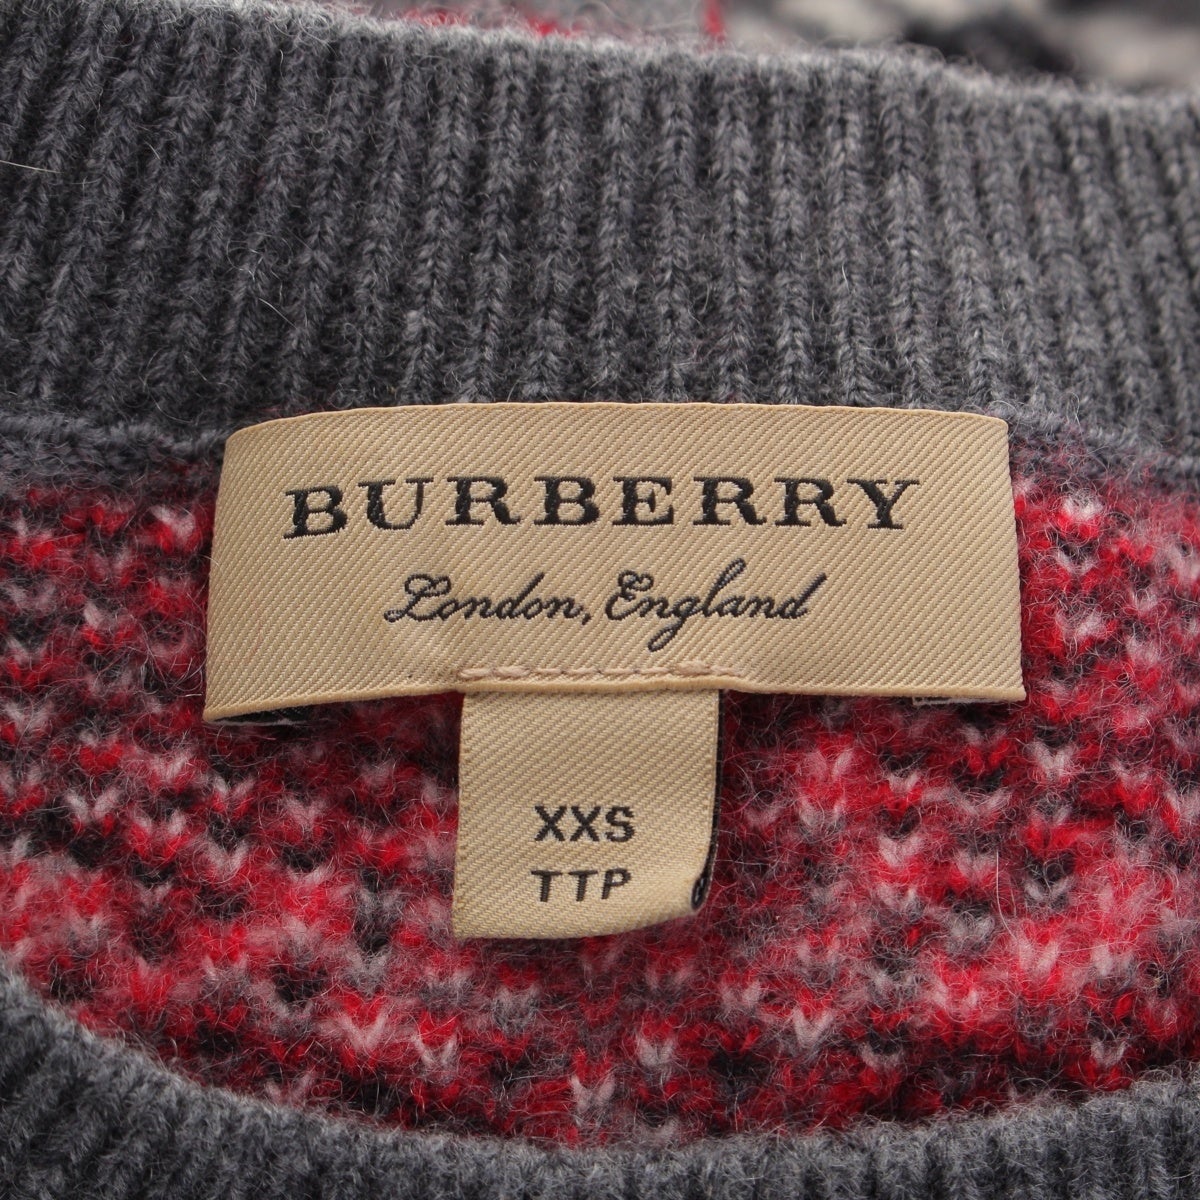 BURBERRY
London, England
XXS
TTP